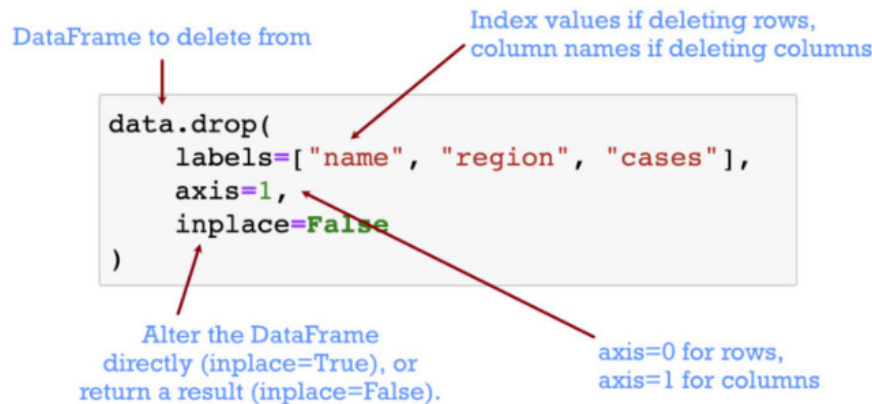 DataFrame to delete from
Index values if deleting rows,
column names if deleting columns
data.drop(
    labels=["name", "region", "cases"],
    axis=1,
    inplace=False
)
Alter the DataFrame
directly (inplace=True), or
return a result (inplace=False).
axis=0 for rows,
axis=1 for columns